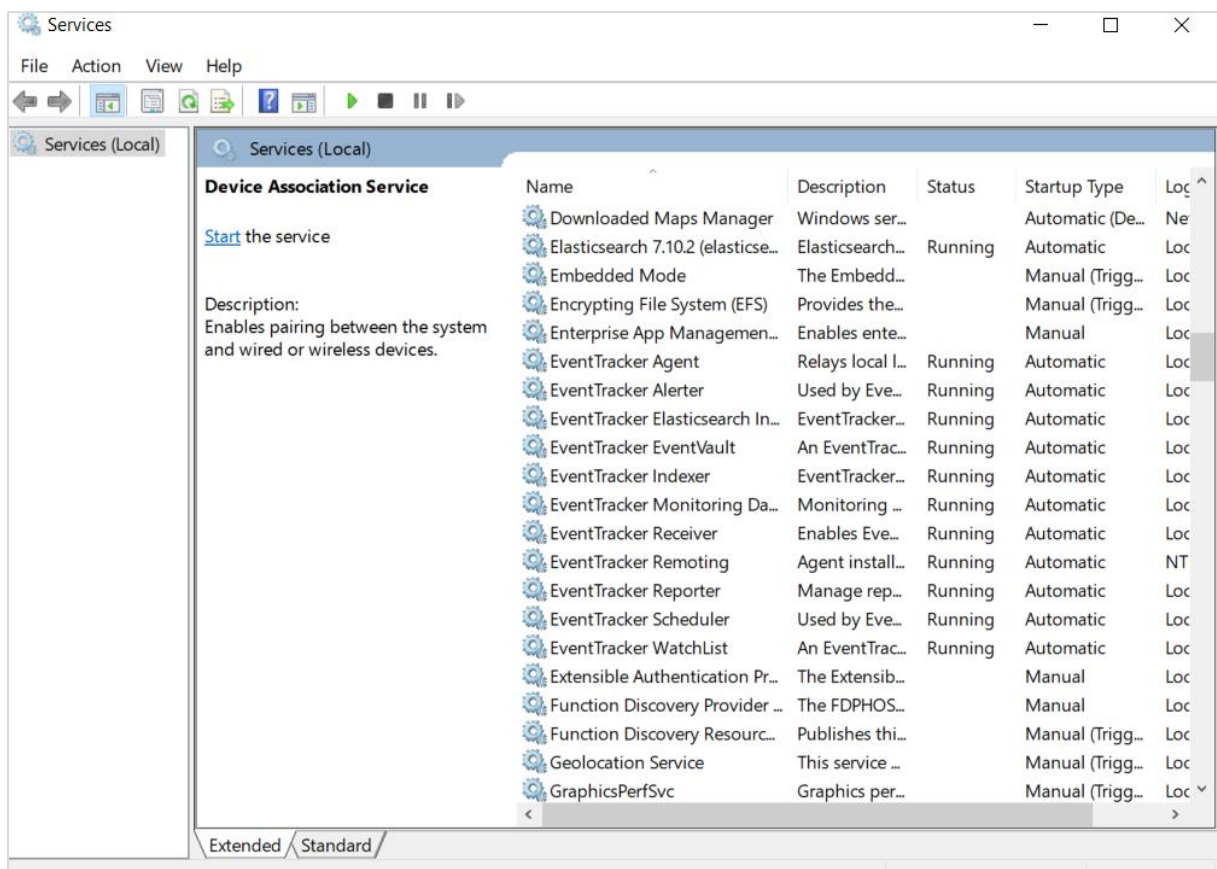 Services
File Action View Help
Services (Local)
Services (Local)
Device Association Service
Start the service
Description:
Enables pairing between the system
and wired or wireless devices.
Name Description Status Startup Type Log
Downloaded Maps Manager Windows ser... Automatic (De... Ne
Elasticsearch 7.10.2 (elasticse... Elasticsearch... Running Automatic Loc
Embedded Mode The Embedd... Manual (Trigg... Loc
Encrypting File System (EFS) Provides the... Manual (Trigg... Loc
Enterprise App Managemen... Enables ente... Manual Loc
EventTracker Agent Relays local l... Running Automatic Loc
EventTracker Alerter Used by Eve... Running Automatic Loc
EventTracker Elasticsearch In... EventTracker... Running Automatic Loc
EventTracker EventVault An EventTrac... Running Automatic Loc
EventTracker Indexer EventTracker... Running Automatic Loc
EventTracker Monitoring Da... Monitoring ... Running Automatic Loc
EventTracker Receiver Enables Eve... Running Automatic Loc
EventTracker Remoting Agent install... Running Automatic NT
EventTracker Reporter Manage rep... Running Automatic Loc
EventTracker Scheduler Used by Eve... Running Automatic Loc
EventTracker WatchList An EventTrac... Running Automatic Loc
Extensible Authentication Pr... The Extensib... Manual Loc
Function Discovery Provider ... The FDPHOS... Manual Loc
Function Discovery Resourc... Publishes thi... Manual (Trigg... Loc
Geolocation Service This service ... Manual (Trigg... Loc
GraphicsPerfSvc Graphics per... Manual (Trigg... Loc
Extended Standard